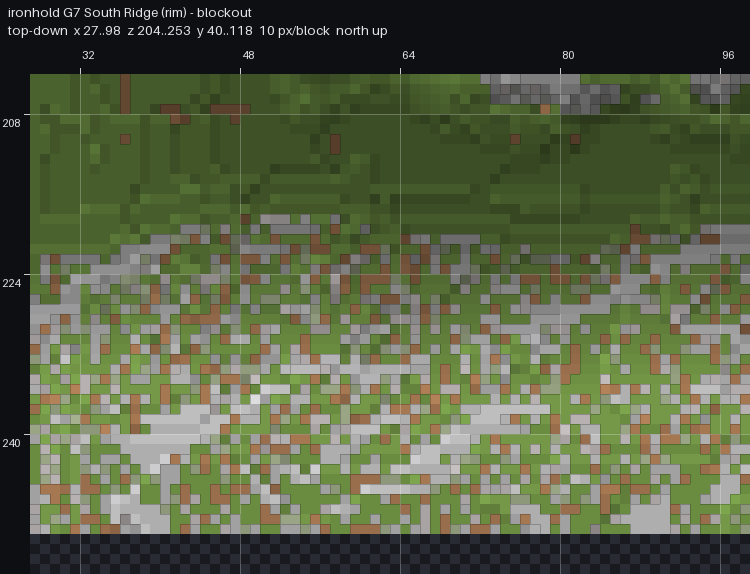 ironhold G7 South Ridge (rim) - blockout
top-down  x 27..98  z 204..253  y 40..118  10 px/block  north up
32 48 64 80 96
208
224
240